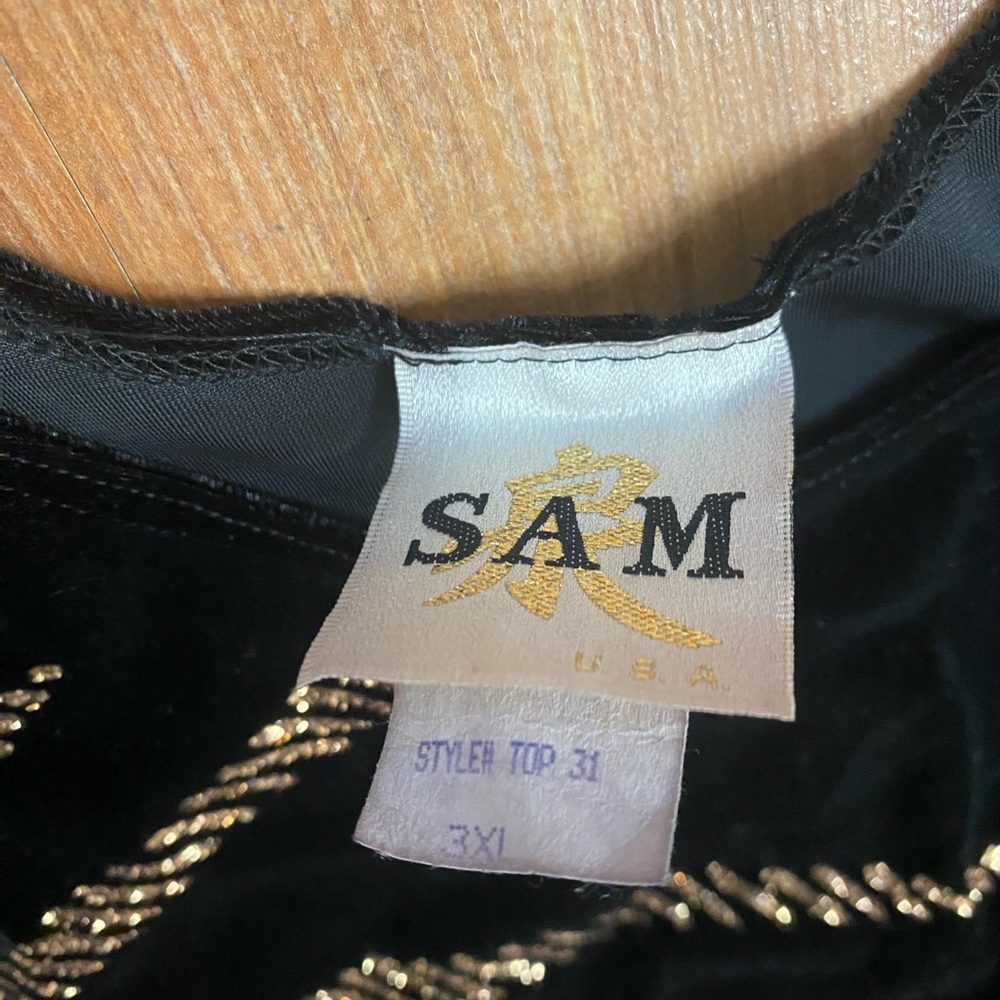 泉
SAM
U.S.A.
STYLE# TOP 31
3XL